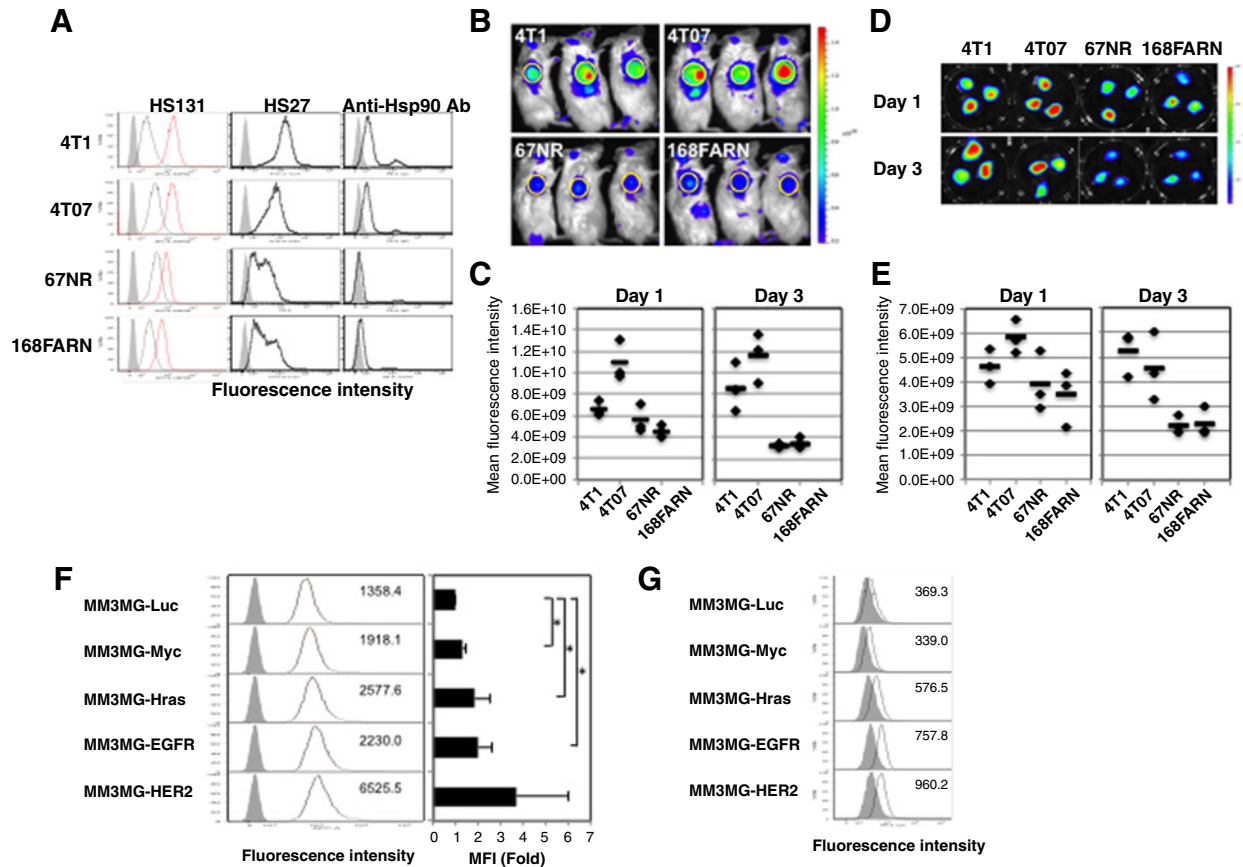 A
HS131
HS27
Anti-Hsp90 Ab
4T1
4T07
67NR
168FARN
Fluorescence intensity
B
4T1
4T07
67NR
168FARN
C
Day 1
Day 3
Mean fluorescence intensity
1.6E+10
1.4E+10
1.2E+10
1.0E+10
8.0E+09
6.0E+09
4.0E+09
2.0E+09
0.0E+00
4T1
4T07
67NR
168FARN
4T1
4T07
67NR
168FARN
D
4T1
4T07
67NR
168FARN
Day 1
Day 3
E
Day 1
Day 3
Mean fluorescence intensity
7.0E+09
6.0E+09
5.0E+09
4.0E+09
3.0E+09
2.0E+09
1.0E+09
0.0E+00
4T1
4T07
67NR
168FARN
4T1
4T07
67NR
168FARN
F
MM3MG-Luc
1358.4
MM3MG-Myc
1918.1
MM3MG-Hras
2577.6
MM3MG-EGFR
2230.0
MM3MG-HER2
6525.5
* * *
0 1 2 3 4 5 6 7
Fluorescence intensity
MFI (Fold)
G
MM3MG-Luc
369.3
MM3MG-Myc
339.0
MM3MG-Hras
576.5
MM3MG-EGFR
757.8
MM3MG-HER2
960.2
Fluorescence intensity